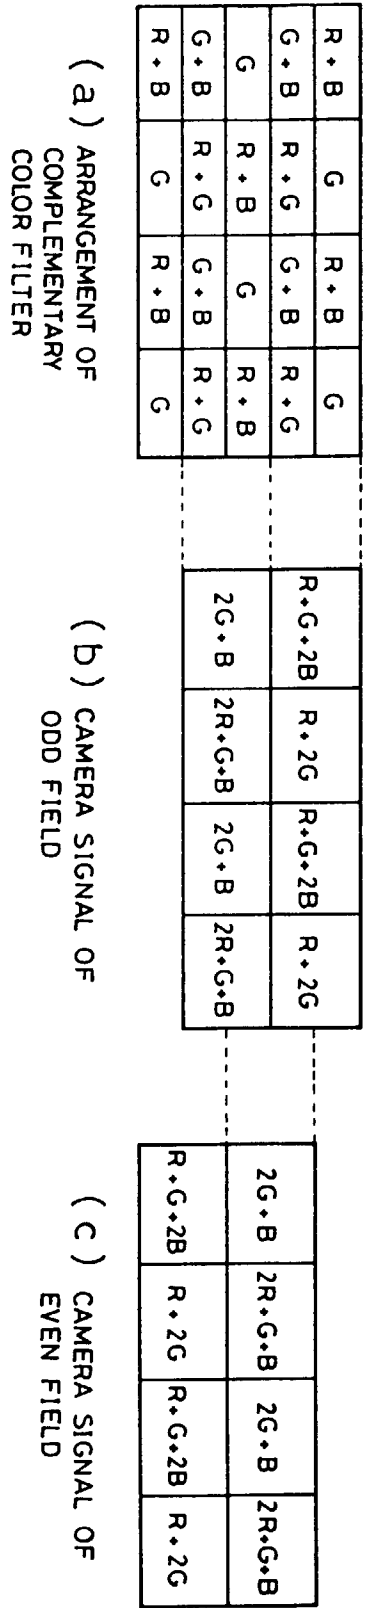 R+B G R+B G
G+B R+G G+B R+G
G R+B G R+B
G+B R+G G+B R+G
R+B G R+B G
(a) ARRANGEMENT OF
COMPLEMENTARY
COLOR FILTER
R+G+2B R+2G R+G+2B R+2G
2G+B 2R+G+B 2G+B 2R+G+B
(b) CAMERA SIGNAL OF
ODD FIELD
2G+B 2R+G+B 2G+B 2R+G+B
R+G+2B R+2G R+G+2B R+2G
(c) CAMERA SIGNAL OF
EVEN FIELD